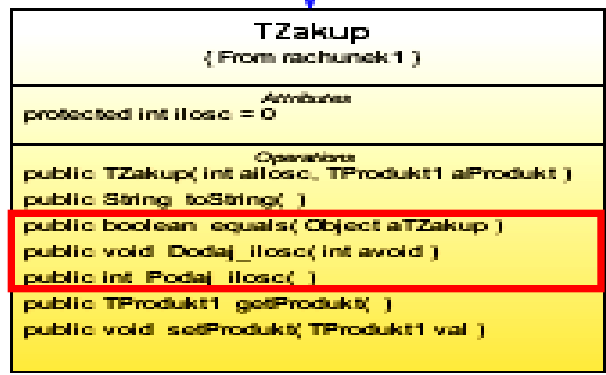 TZakup
{ From rachunek1 }
Attributes
protected int ilosc = 0
Operations
public TZakup( int ailosc, TProdukt1 aProdukt )
public String toString( )
public boolean equals( Object aTZakup )
public void Dodaj_ilosc( int avoid )
public int Podaj_ilosc( )
public TProdukt1 getProdukt( )
public void setProdukt( TProdukt1 val )